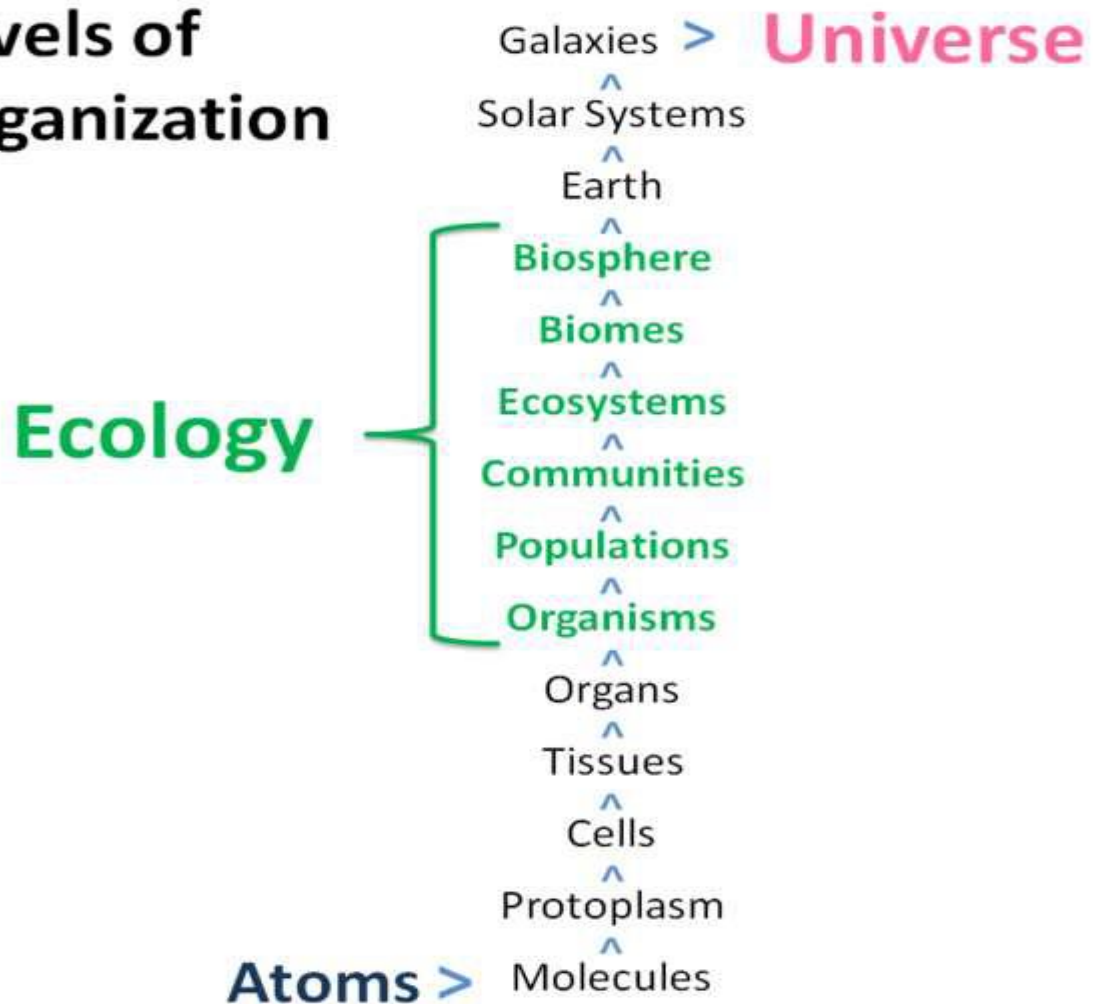 vels of
ganization
Galaxies > Universe
^
Solar Systems
^
Earth
^
Biosphere
^
Biomes
^
Ecosystems
^
Ecology
Communities
^
Populations
^
Organisms
^
Organs
^
Tissues
^
Cells
^
Protoplasm
^
Atoms > Molecules